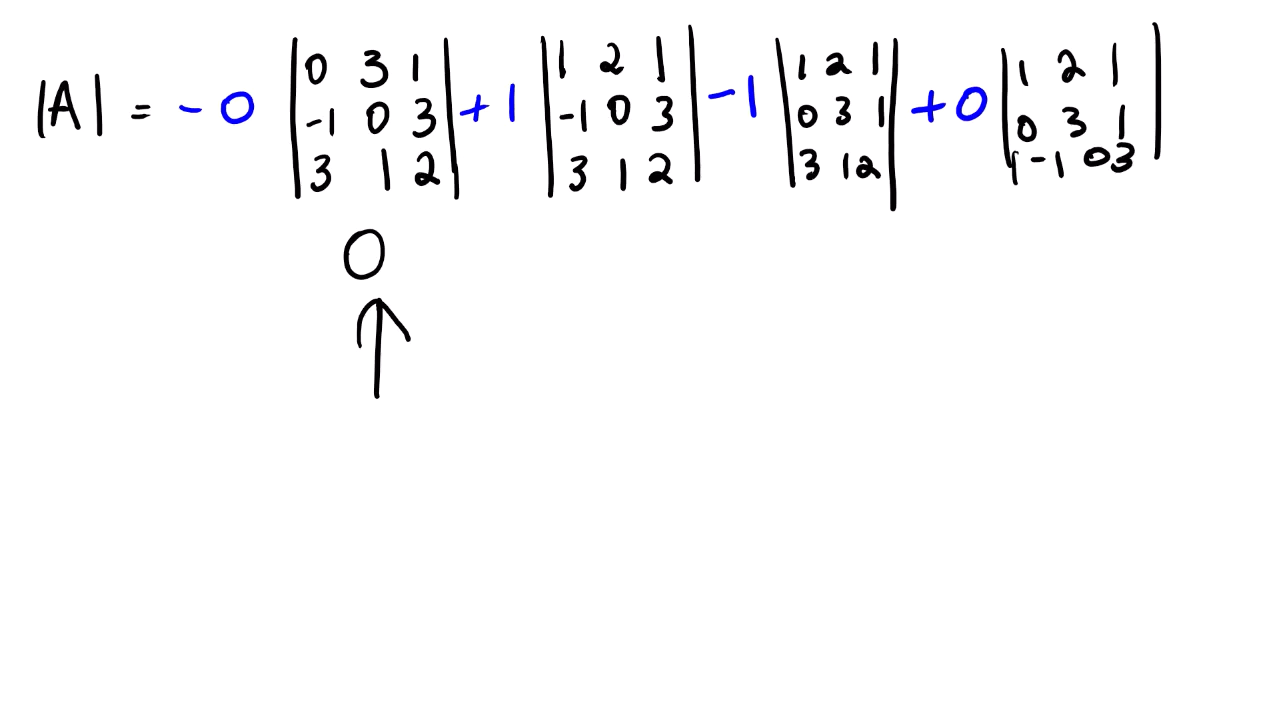 |A| = - 0 |0 3 1| + 1 |1 2 1| - 1 |1 2 1| + 0 |1 2 1|
|-1 0 3| |-1 0 3| |0 3 1| |0 3 1|
|3 1 2| |3 1 2| |3 1 2| |-1 0 3|
0
↑